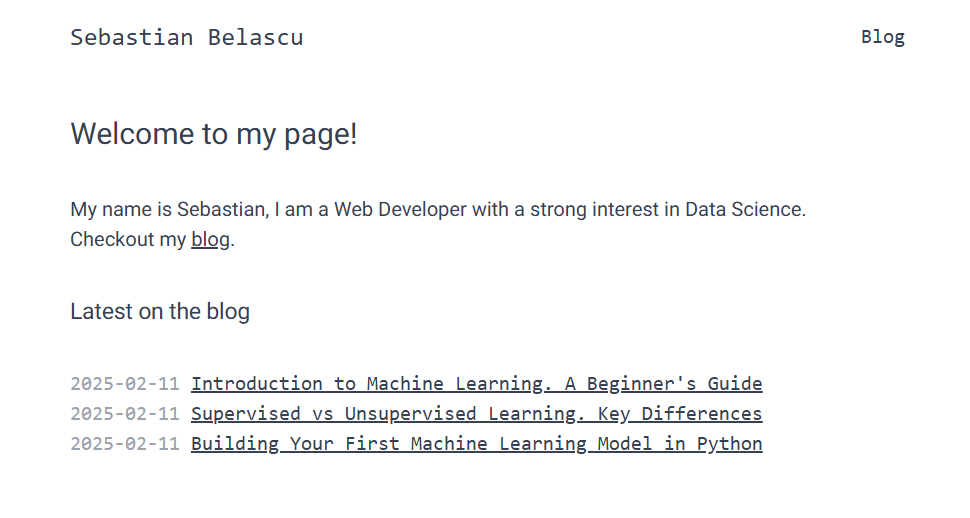 Sebastian Belascu
Blog
Welcome to my page!
My name is Sebastian, I am a Web Developer with a strong interest in Data Science.
Checkout my blog.
Latest on the blog
2025-02-11 Introduction to Machine Learning. A Beginner's Guide
2025-02-11 Supervised vs Unsupervised Learning. Key Differences
2025-02-11 Building Your First Machine Learning Model in Python